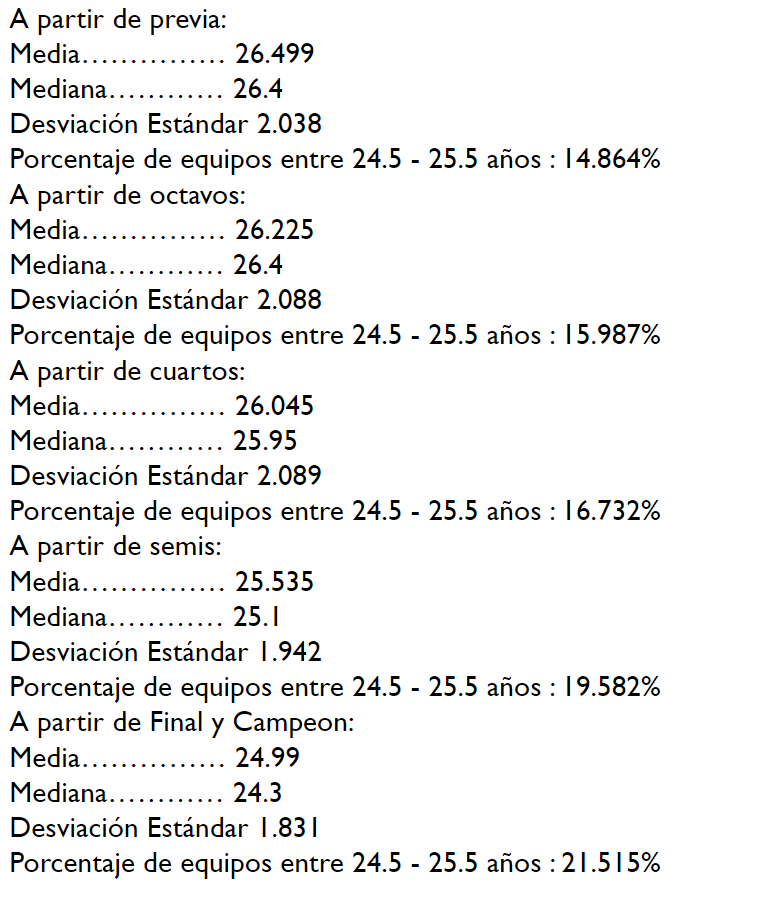 A partir de previa:
Media…………… 26.499
Mediana………… 26.4
Desviación Estándar 2.038
Porcentaje de equipos entre 24.5 - 25.5 años : 14.864%
A partir de octavos:
Media…………… 26.225
Mediana………… 26.4
Desviación Estándar 2.088
Porcentaje de equipos entre 24.5 - 25.5 años : 15.987%
A partir de cuartos:
Media…………… 26.045
Mediana………… 25.95
Desviación Estándar 2.089
Porcentaje de equipos entre 24.5 - 25.5 años : 16.732%
A partir de semis:
Media…………… 25.535
Mediana………… 25.1
Desviación Estándar 1.942
Porcentaje de equipos entre 24.5 - 25.5 años : 19.582%
A partir de Final y Campeon:
Media…………… 24.99
Mediana………… 24.3
Desviación Estándar 1.831
Porcentaje de equipos entre 24.5 - 25.5 años : 21.515%